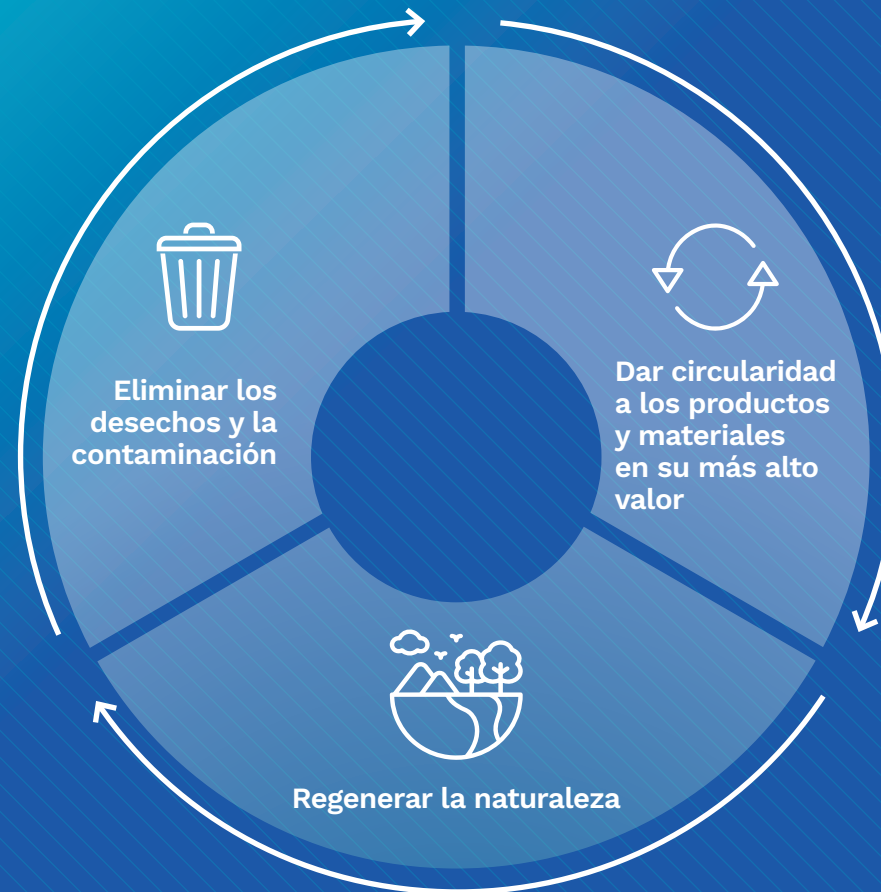 Eliminar los
desechos y la
contaminación
Dar circularidad
a los productos
y materiales
en su más alto
valor
Regenerar la naturaleza